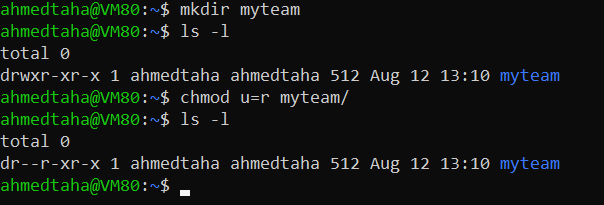 ahmedtaha@VM80:~$ mkdir myteam
ahmedtaha@VM80:~$ ls -l
total 0
drwxr-xr-x 1 ahmedtaha ahmedtaha 512 Aug 12 13:10 myteam
ahmedtaha@VM80:~$ chmod u=r myteam/
ahmedtaha@VM80:~$ ls -l
total 0
dr--r-xr-x 1 ahmedtaha ahmedtaha 512 Aug 12 13:10 myteam
ahmedtaha@VM80:~$